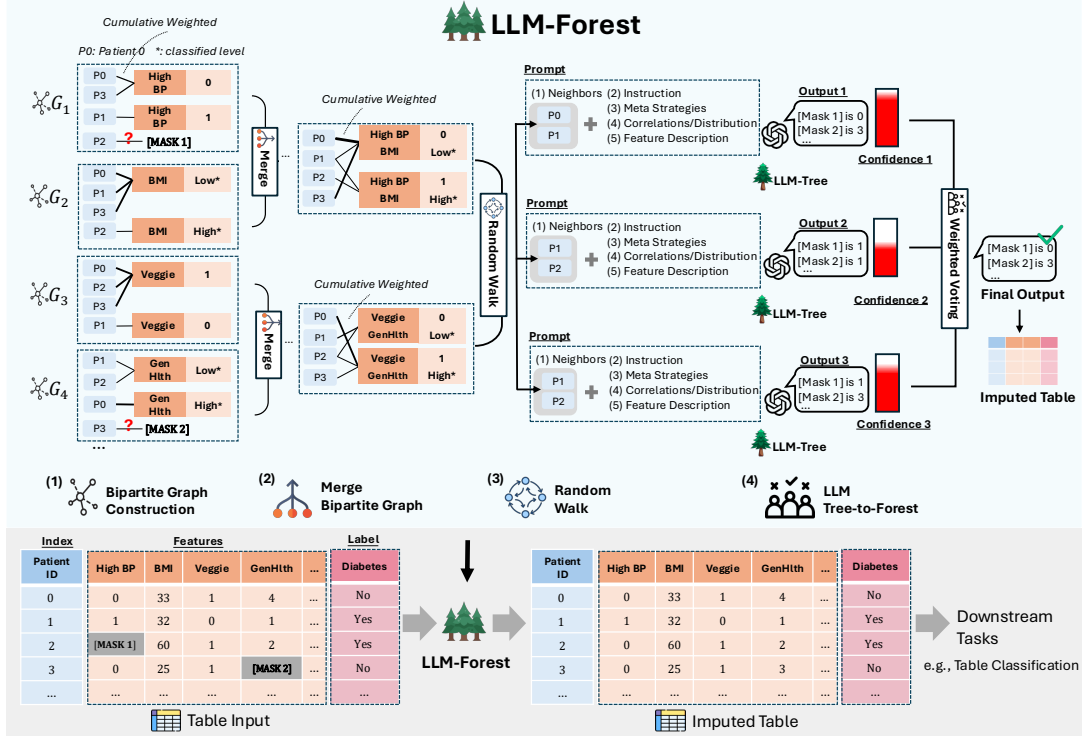 LLM-Forest
Cumulative Weighted
P0: Patient 0 *: classified level
G1
P0
P3
High BP
0
P1
High BP
1
P2
?
[MASK 1]
G2
P0
P1
P3
BMI
Low*
P2
BMI
High*
G3
P0
P2
P3
Veggie
1
P1
Veggie
0
G4
P1
P2
Gen Hlth
Low*
P0
Gen Hlth
High*
P3
?
[MASK 2]
...
Merge
...
Merge
...
Cumulative Weighted
P0
P1
P2
P3
High BP 0
BMI Low*
High BP 1
BMI High*
Cumulative Weighted
P0
P1
P2
P3
Veggie 0
GenHlth Low*
Veggie 1
GenHlth High*
Random Walk
Prompt
(1) Neighbors (2) Instruction
P0
P1
+
(3) Meta Strategies
(4) Correlations/Distribution
(5) Feature Description
Output 1
[Mask 1] is 0
[Mask 2] is 3
...
Confidence 1
LLM-Tree
Prompt
(1) Neighbors (2) Instruction
P1
P2
+
(3) Meta Strategies
(4) Correlations/Distribution
(5) Feature Description
Output 2
[Mask 1] is 1
[Mask 2] is 1
...
Confidence 2
LLM-Tree
Prompt
(1) Neighbors (2) Instruction
P1
P2
+
(3) Meta Strategies
(4) Correlations/Distribution
(5) Feature Description
Output 3
[Mask 1] is 1
[Mask 2] is 3
...
Confidence 3
LLM-Tree
Weighted Voting
[Mask 1] is 0
[Mask 2] is 3
...
Final Output
Imputed Table
(1) Bipartite Graph Construction
(2) Merge Bipartite Graph
(3) Random Walk
(4) LLM Tree-to-Forest
Index Features Label
Patient ID High BP BMI Veggie GenHlth ... Diabetes
0 0 33 1 4 ... No
1 1 32 0 1 ... Yes
2 [MASK 1] 60 1 2 ... Yes
3 0 25 1 [MASK 2] ... No
... ... ... ... ... ... ...
Table Input
LLM-Forest
Patient ID High BP BMI Veggie GenHlth ... Diabetes
0 0 33 1 4 ... No
1 1 32 0 1 ... Yes
2 0 60 1 2 ... Yes
3 0 25 1 3 ... No
... ... ... ... ... ... ...
Imputed Table
Downstream Tasks
e.g., Table Classification